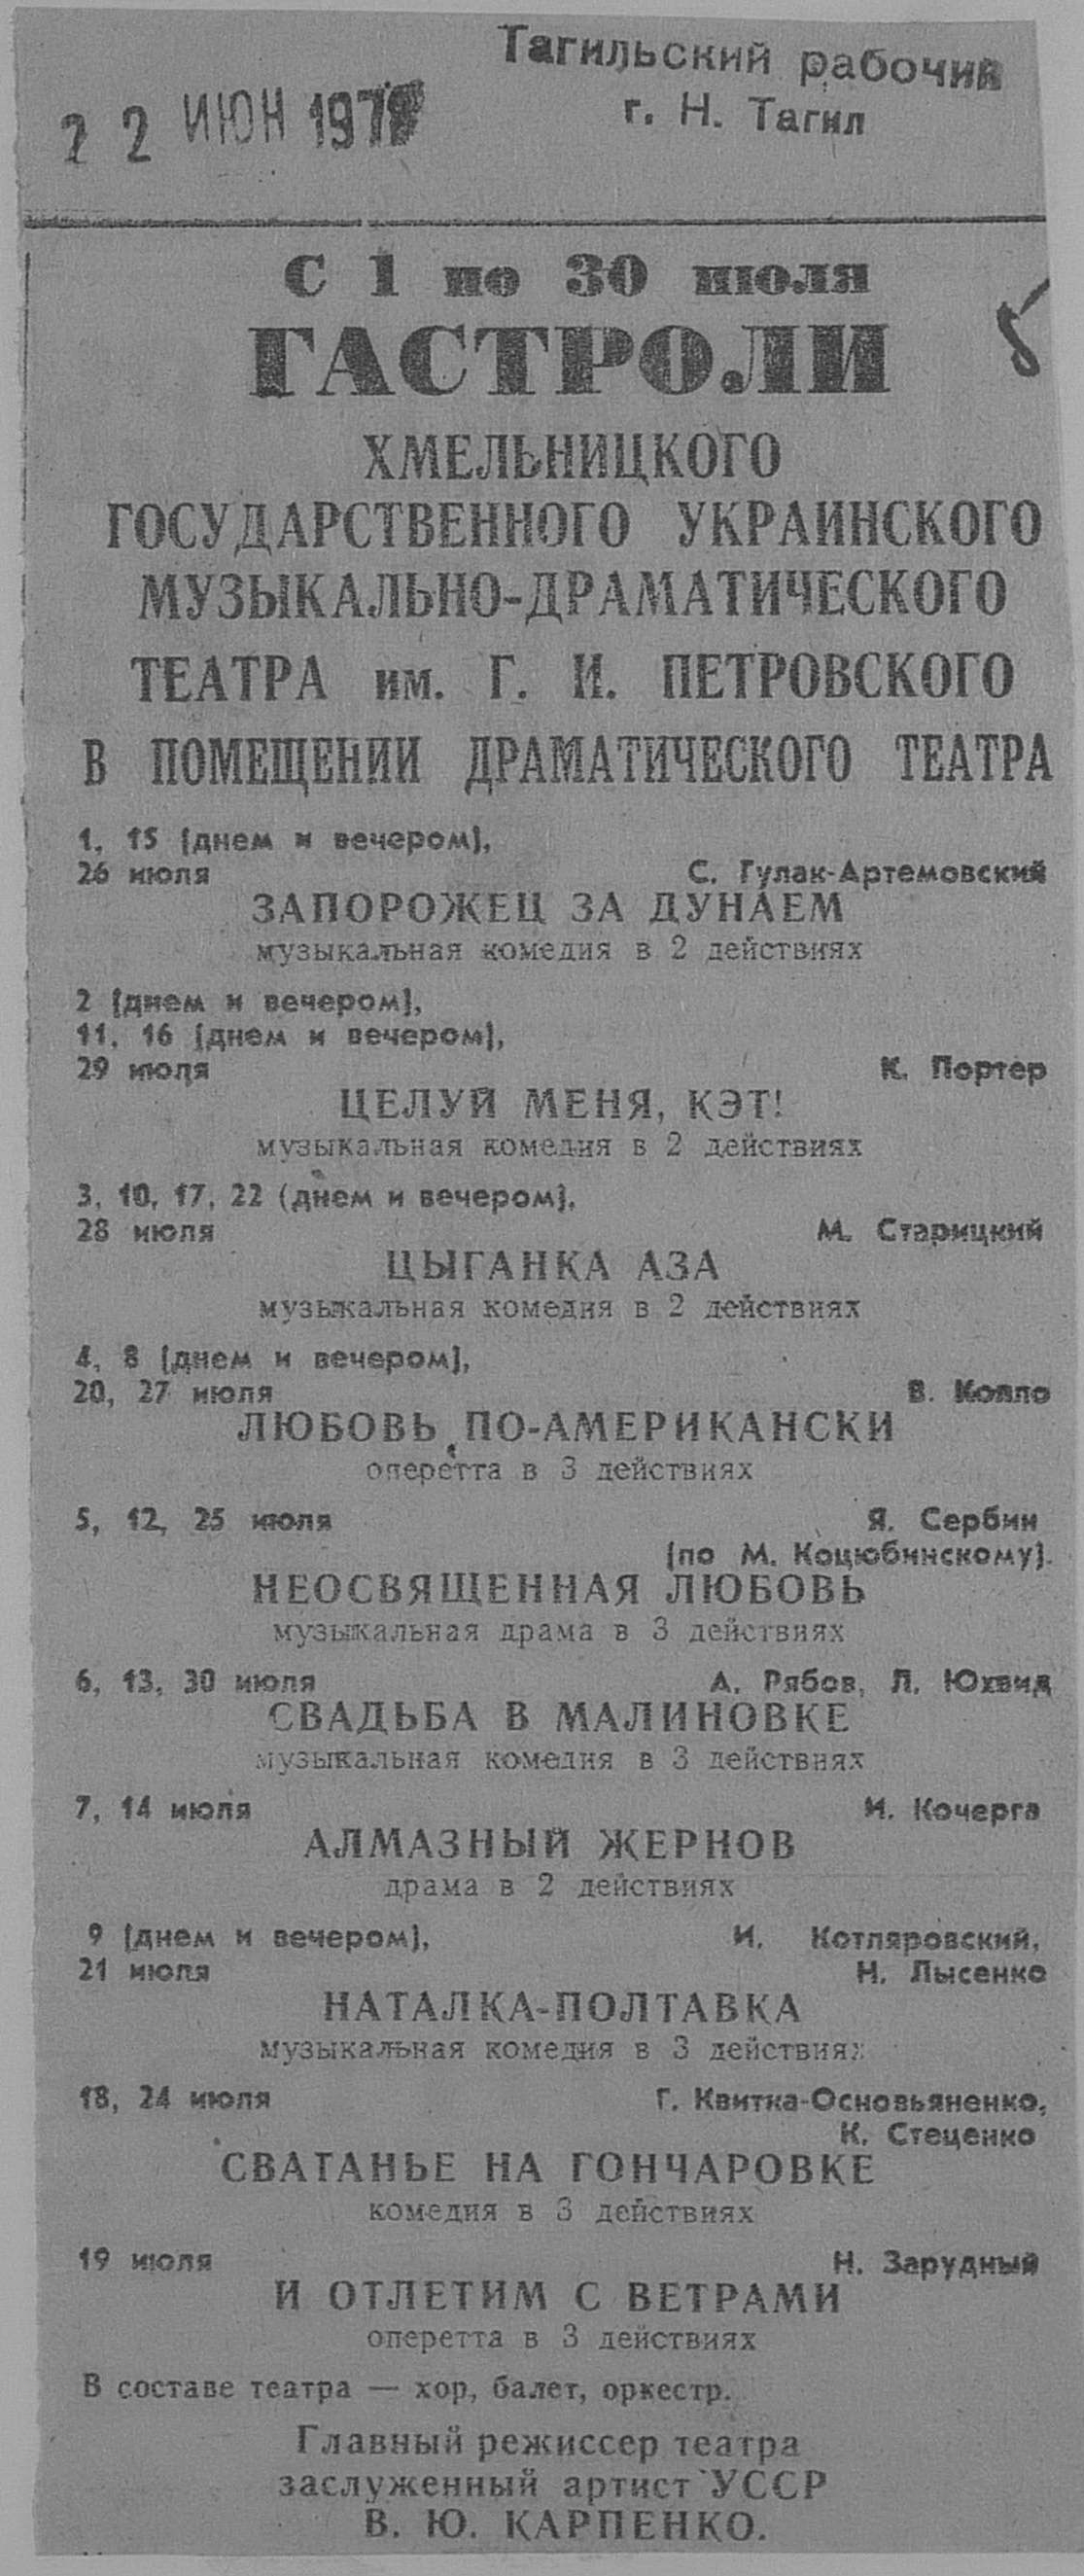 Тагильский рабочий
г. Н. Тагил
22 ИЮН
С 1 по 30 июля
ГАСТРОЛИ
ХМЕЛЬНИЦКОГО
ГОСУДАРСТВЕННОГО УКРАИНСКОГО
МУЗЫКАЛЬНО-ДРАМАТИЧЕСКОГО
ТЕАТРА им. Г. И. ПЕТРОВСКОГО
В ПОМЕЩЕНИИ ДРАМАТИЧЕСКОГО ТЕАТРА
1, 15 (днем и вечером),
26 июля С. Гулак-Артемовский
ЗАПОРОЖЕЦ ЗА ДУНАЕМ
музыкальная комедия в 2 действиях
2 (днем и вечером),
11, 16 (днем и вечером),
29 июля К. Портер
ЦЕЛУЙ МЕНЯ, КЭТ!
музыкальная комедия в 2 действиях
3, 10, 17, 22 (днем и вечером),
28 июля М. Старицкий
ЦЫГАНКА АЗА
музыкальная комедия в 2 действиях
4, 8 (днем и вечером),
20, 27 июля В. Колло
ЛЮБОВЬ ПО-АМЕРИКАНСКИ
оперетта в 3 действиях
5, 12, 25 июля Я. Сербин
(по М. Коцюбинскому).
НЕОСВЯЩЕННАЯ ЛЮБОВЬ
музыкальная драма в 3 действиях
6, 13, 30 июля А. Рябов, Л. Юхвид
СВАДЬБА В МАЛИНОВКЕ
музыкальная комедия в 3 действиях
7, 14 июля И. Кочерга
АЛМАЗНЫЙ ЖЕРНОВ
драма в 2 действиях
9 (днем и вечером), И. Котляровский,
21 июля Н. Лысенко
НАТАЛКА-ПОЛТАВКА
музыкальная комедия в 3 действиях
18, 24 июля Г. Квитка-Основьяненко,
К. Стеценко
СВАТАНЬЕ НА ГОНЧАРОВКЕ
комедия в 3 действиях
19 июля Н. Зарудный
И ОТЛЕТИМ С ВЕТРАМИ
оперетта в 3 действиях
В составе театра — хор, балет, оркестр.
Главный режиссер театра
заслуженный артист УССР
В. Ю. КАРПЕНКО.